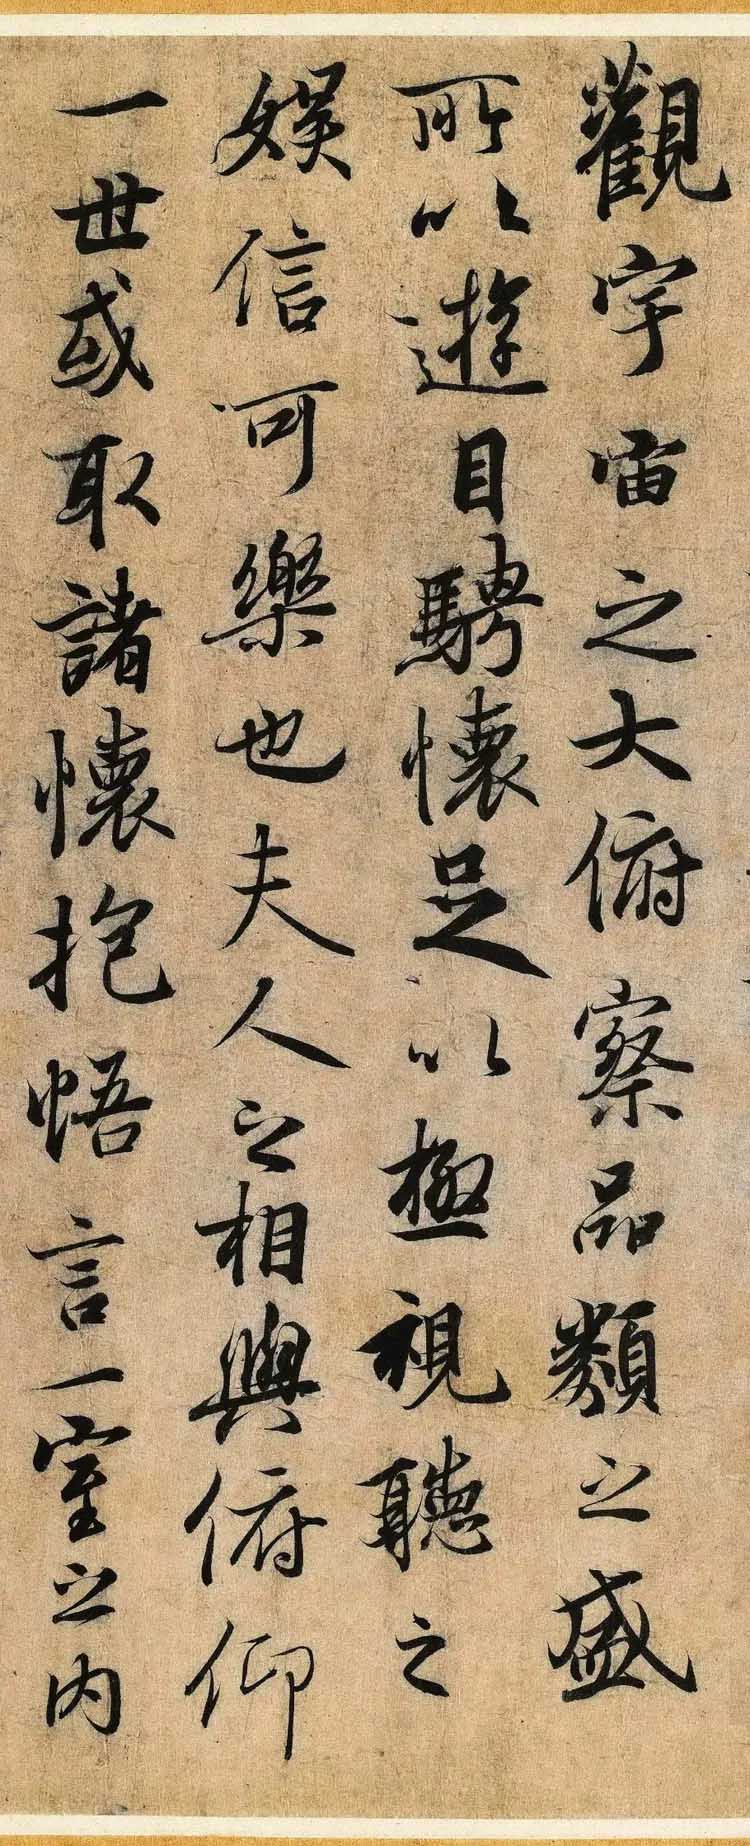 觀宇宙之大俯察品類之盛
所以遊目騁懷足以極視聽之
娛信可樂也夫人之相與俯仰
一世或取諸懷抱悟言一室之内